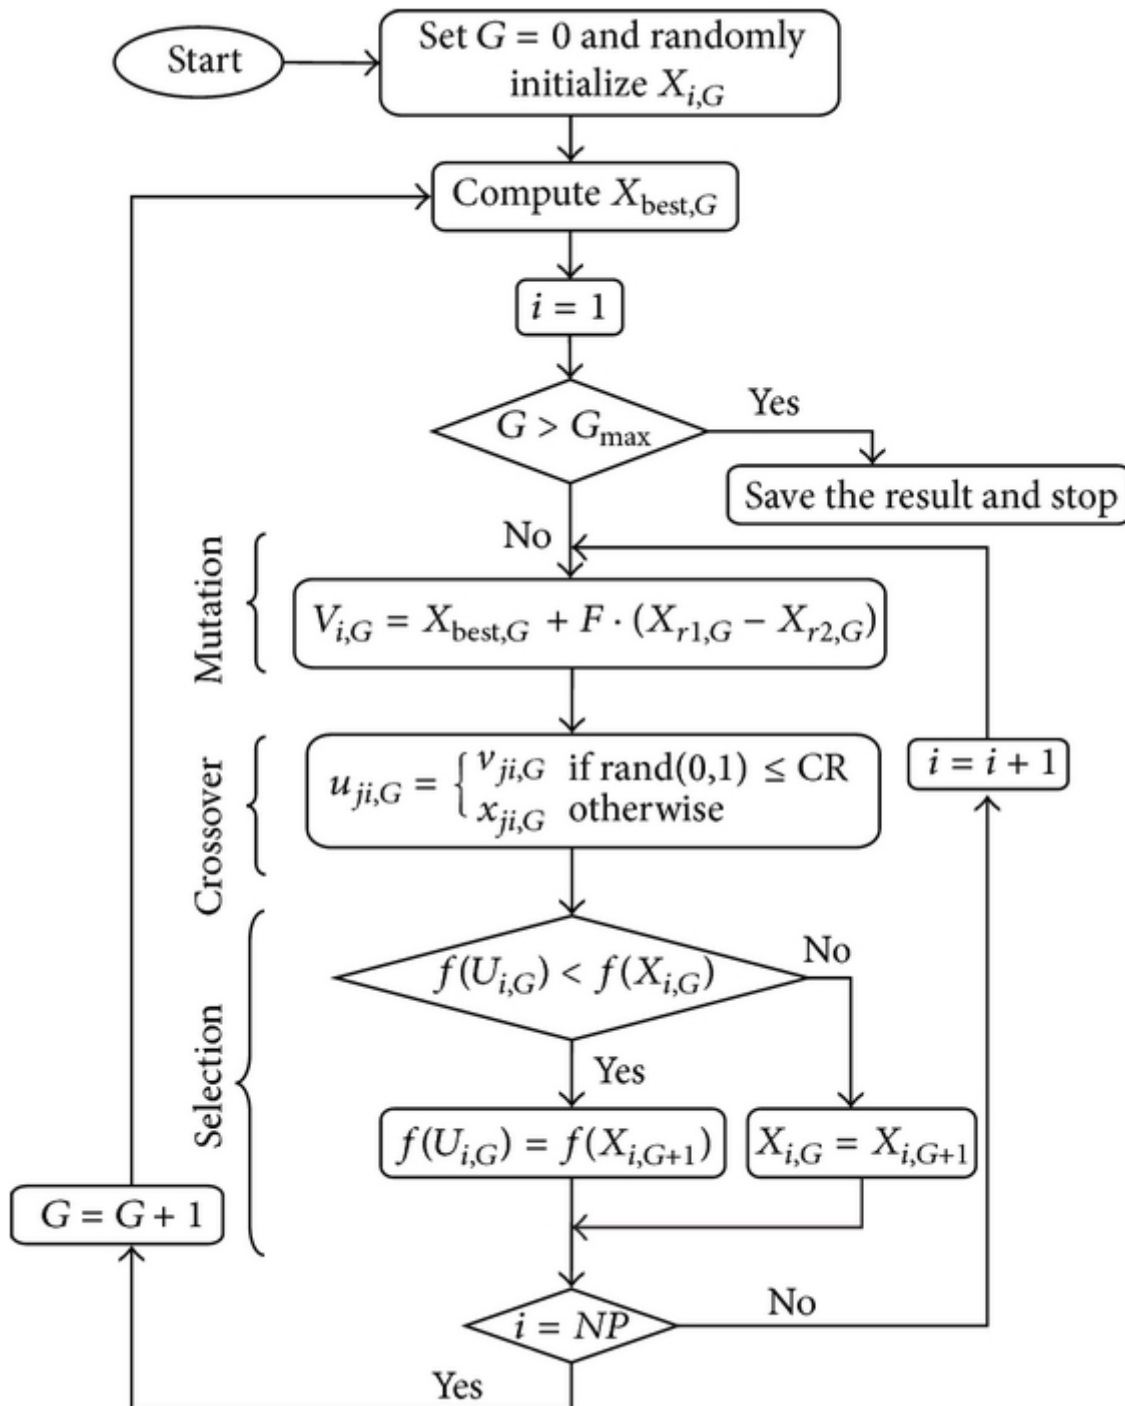 Start
Set G = 0 and randomly
initialize X_{i,G}
Compute X_{best,G}
i = 1
G > G_{max}
Yes
Save the result and stop
No
Mutation
V_{i,G} = X_{best,G} + F · (X_{r1,G} − X_{r2,G})
Crossover
u_{ji,G} = { v_{ji,G} if rand(0,1) ≤ CR
x_{ji,G} otherwise
i = i + 1
Selection
f(U_{i,G}) < f(X_{i,G})
No
Yes
f(U_{i,G}) = f(X_{i,G+1})
X_{i,G} = X_{i,G+1}
G = G + 1
i = NP
No
Yes